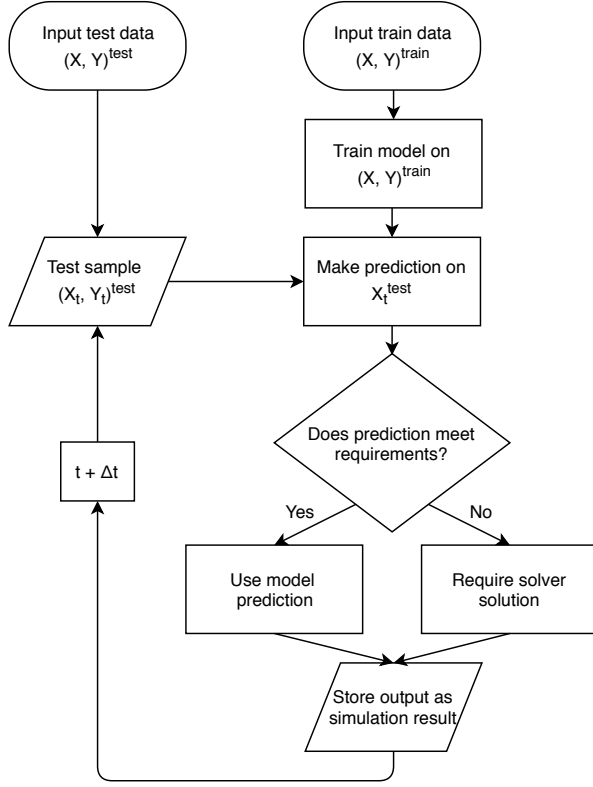 Input test data
(X, Y)^test
Input train data
(X, Y)^train
Train model on
(X, Y)^train
Test sample
(X_t, Y_t)^test
Make prediction on
X_t^test
Does prediction meet
requirements?
t + Δt
Yes
No
Use model
prediction
Require solver
solution
Store output as
simulation result